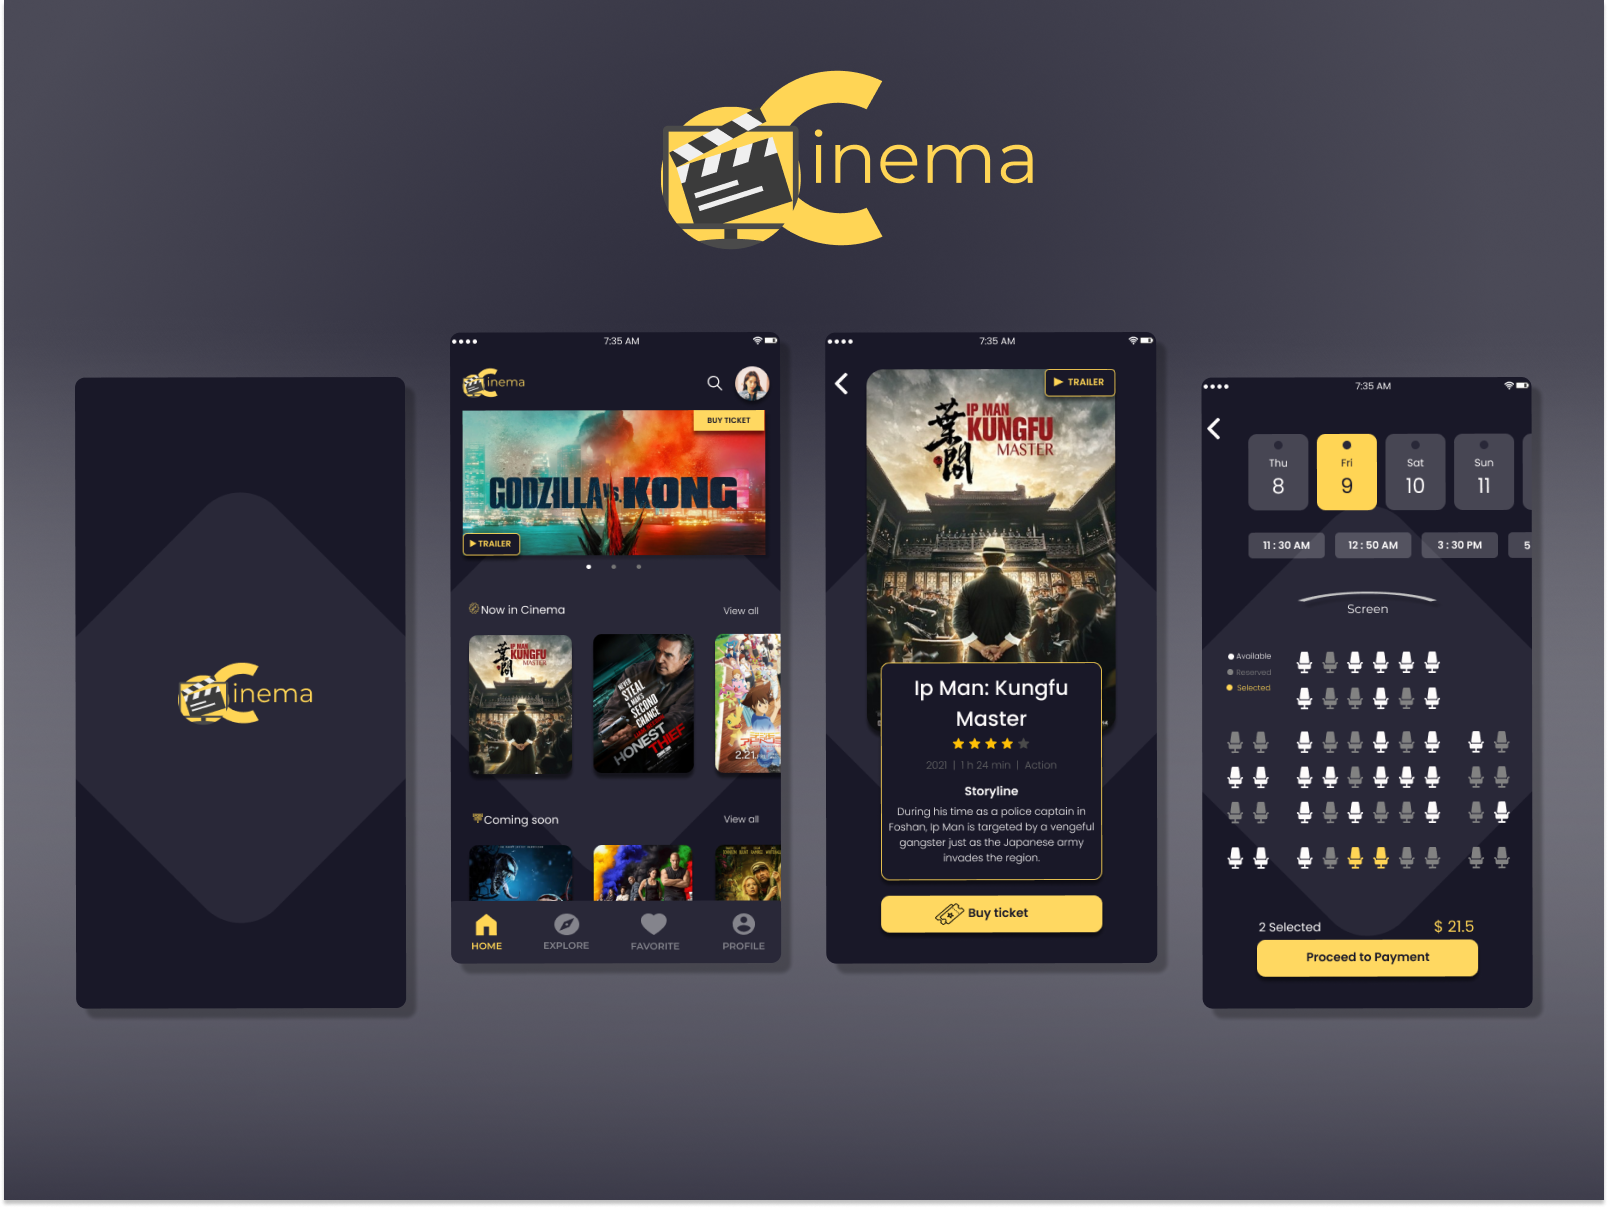 Cinema
Cinema
7:35 AM
Cinema
BUY TICKET
GODZILLA vs. KONG
TRAILER
Now in Cinema
View all
葉問
IP MAN
KUNGFU
MASTER
NEVER
STEAL
A MAN'S
SECOND
CHANCE
HONEST
THIEF
2.21
Coming soon
View all
HOME
EXPLORE
FAVORITE
PROFILE
7:35 AM
TRAILER
葉問
IP MAN
KUNGFU
MASTER
Ip Man: Kungfu
Master
2021 | 1 h 24 min | Action
Storyline
During his time as a police captain in
Foshan, Ip Man is targeted by a vengeful
gangster just as the Japanese army
invades the region.
Buy ticket
7:35 AM
Thu Fri Sat Sun
8 9 10 11
11 : 30 AM 12 : 50 AM 3 : 30 PM 5
Screen
Available
Reserved
Selected
2 Selected $ 21.5
Proceed to Payment